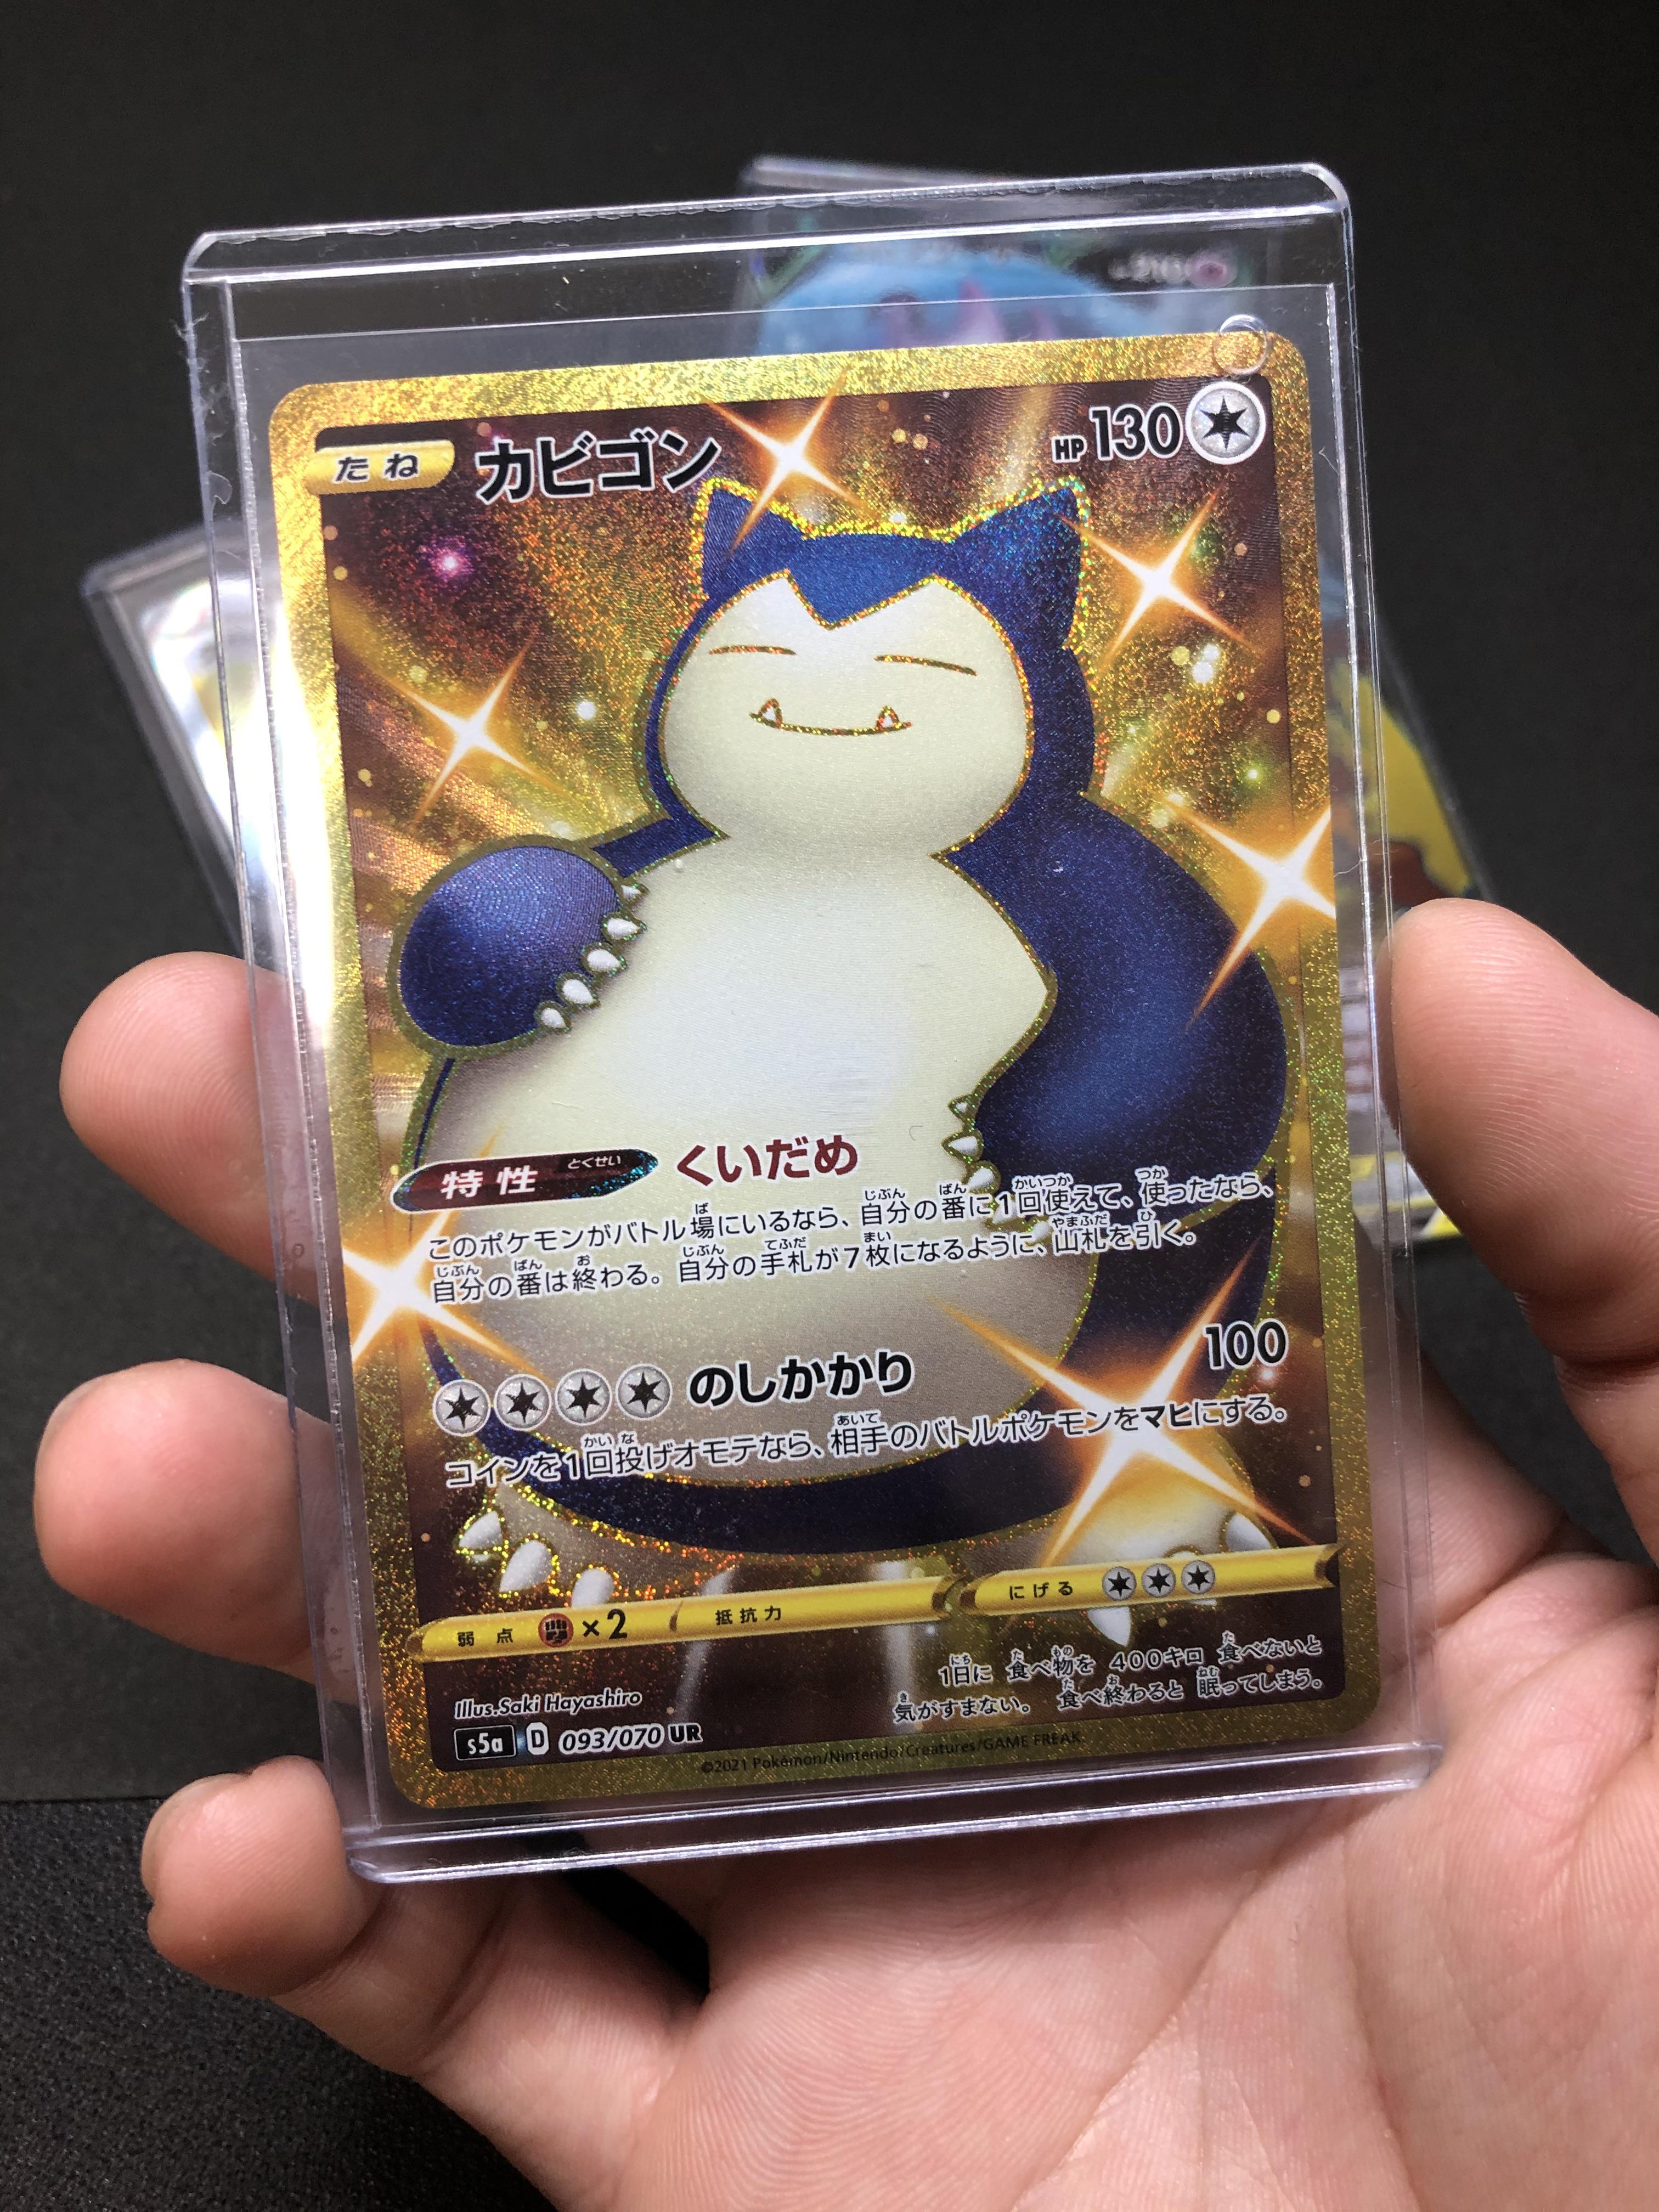 たね カビゴン HP 130
特性 とくせい くいだめ
このポケモンがバトル場にいるなら、自分の番に1回使えて、使ったなら、
自分の番は終わる。自分の手札が7枚になるように、山札を引く。
のしかかり 100
コインを1回投げオモテなら、相手のバトルポケモンをマヒにする。
弱点 ×2 抵抗力 にげる
1日に 食べ物を 400キロ 食べないと
気がすまない。 食べ終わると 眠ってしまう。
Illus.Saki Hayashiro
s5a D 093/070 UR
©2021 Pokémon/Nintendo/Creatures/GAME FREAK